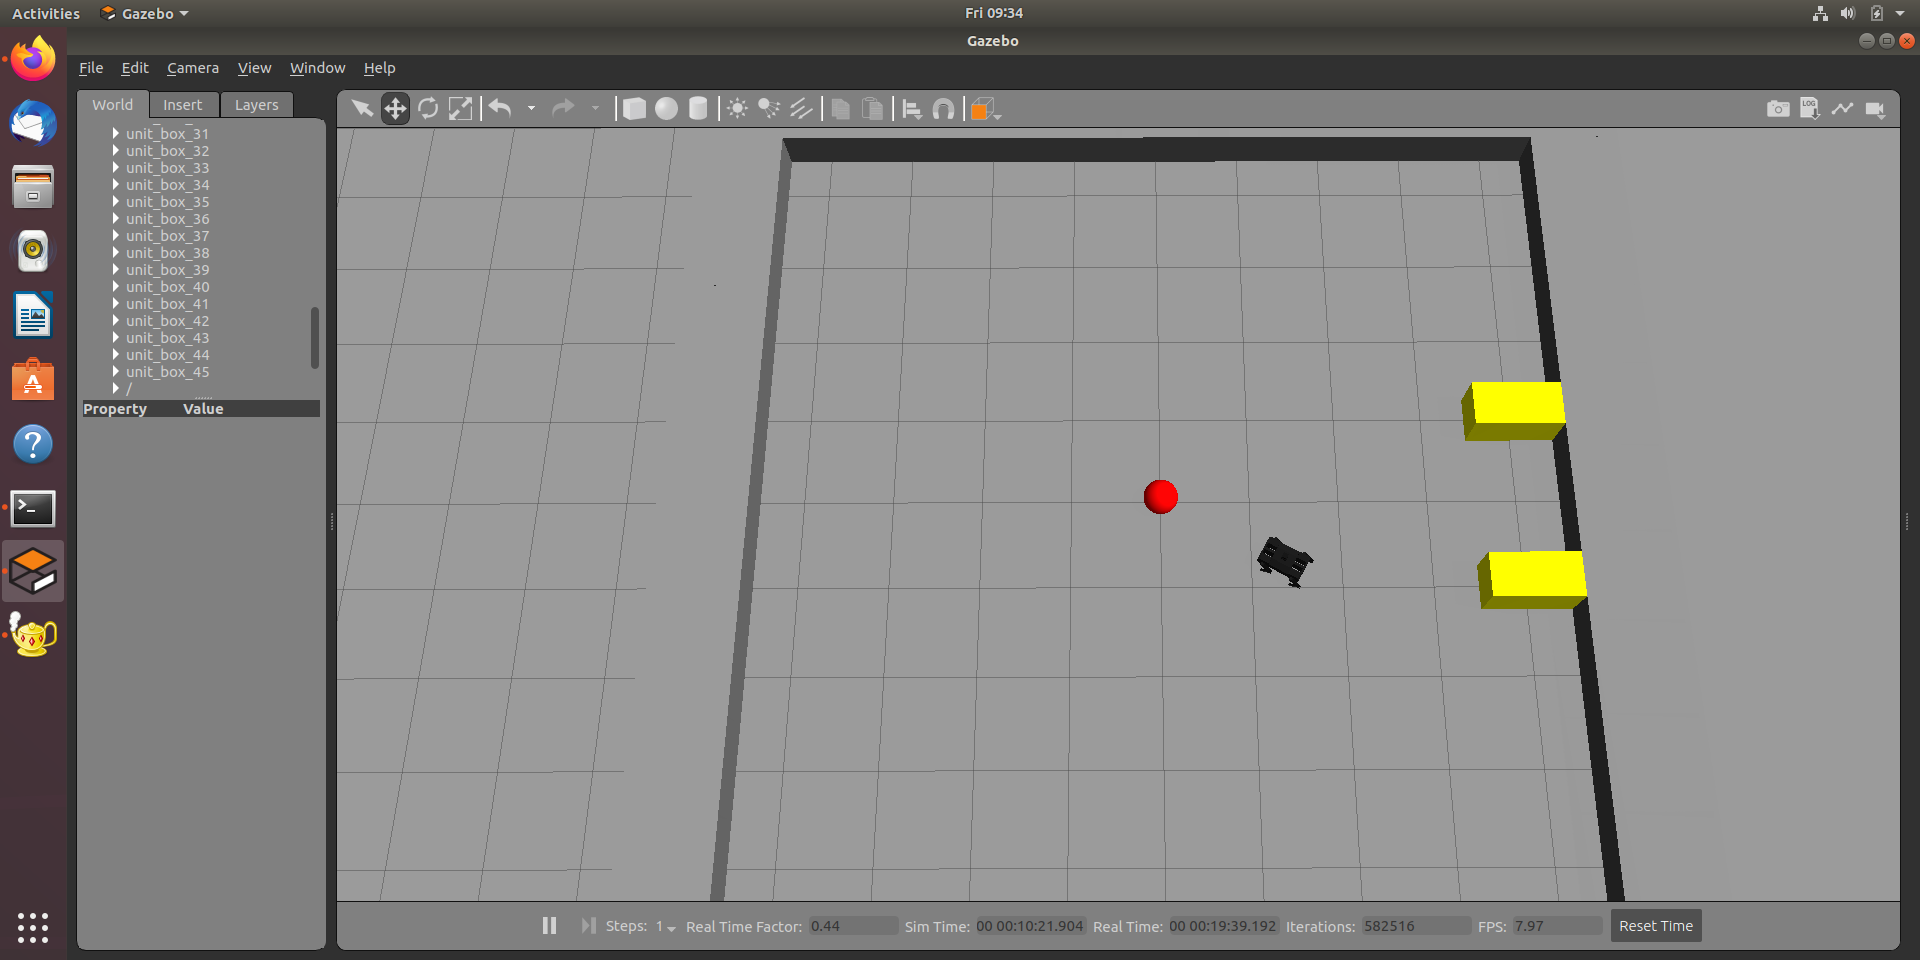 Activities Gazebo Fri 09:34
Gazebo
File Edit Camera View Window Help
World Insert Layers
LOG
unit_box_31
unit_box_32
unit_box_33
unit_box_34
unit_box_35
unit_box_36
unit_box_37
unit_box_38
unit_box_39
unit_box_40
unit_box_41
unit_box_42
unit_box_43
unit_box_44
unit_box_45
/
Property Value
Steps: 1 Real Time Factor: 0.44 Sim Time: 00 00:10:21.904 Real Time: 00 00:19:39.192 Iterations: 582516 FPS: 7.97 Reset Time